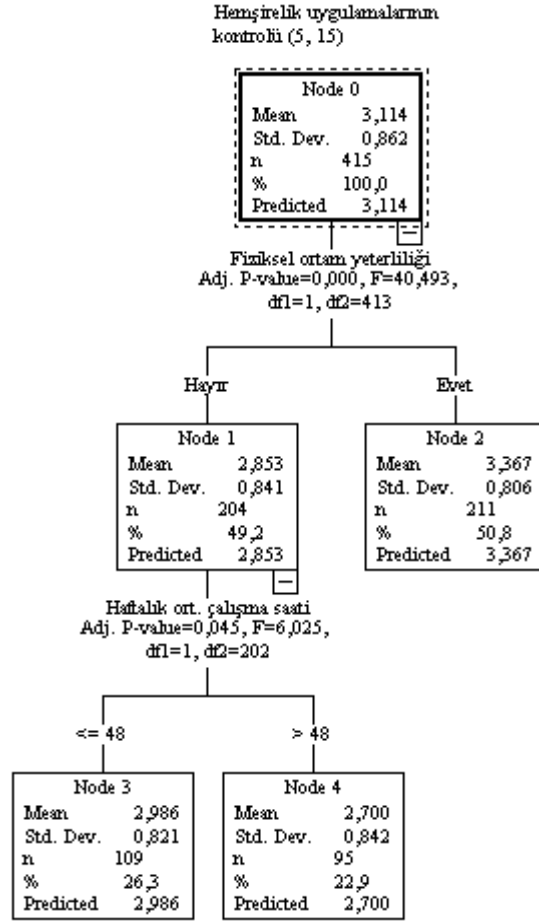 Hemşirelik uygulamalarının
kontrolü (5, 15)
Node 0
Mean 3,114
Std. Dev. 0,862
n 415
% 100,0
Predicted 3,114
Fiziksel ortam yeterliliği
Adj. P-value=0,000, F=40,493,
df1=1, df2=413
Hayır
Evet
Node 1
Mean 2,853
Std. Dev. 0,841
n 204
% 49,2
Predicted 2,853
Node 2
Mean 3,367
Std. Dev. 0,806
n 211
% 50,8
Predicted 3,367
Haftalık ort. çalışma saati
Adj. P-value=0,045, F=6,025,
df1=1, df2=202
<= 48
> 48
Node 3
Mean 2,986
Std. Dev. 0,821
n 109
% 26,3
Predicted 2,986
Node 4
Mean 2,700
Std. Dev. 0,842
n 95
% 22,9
Predicted 2,700